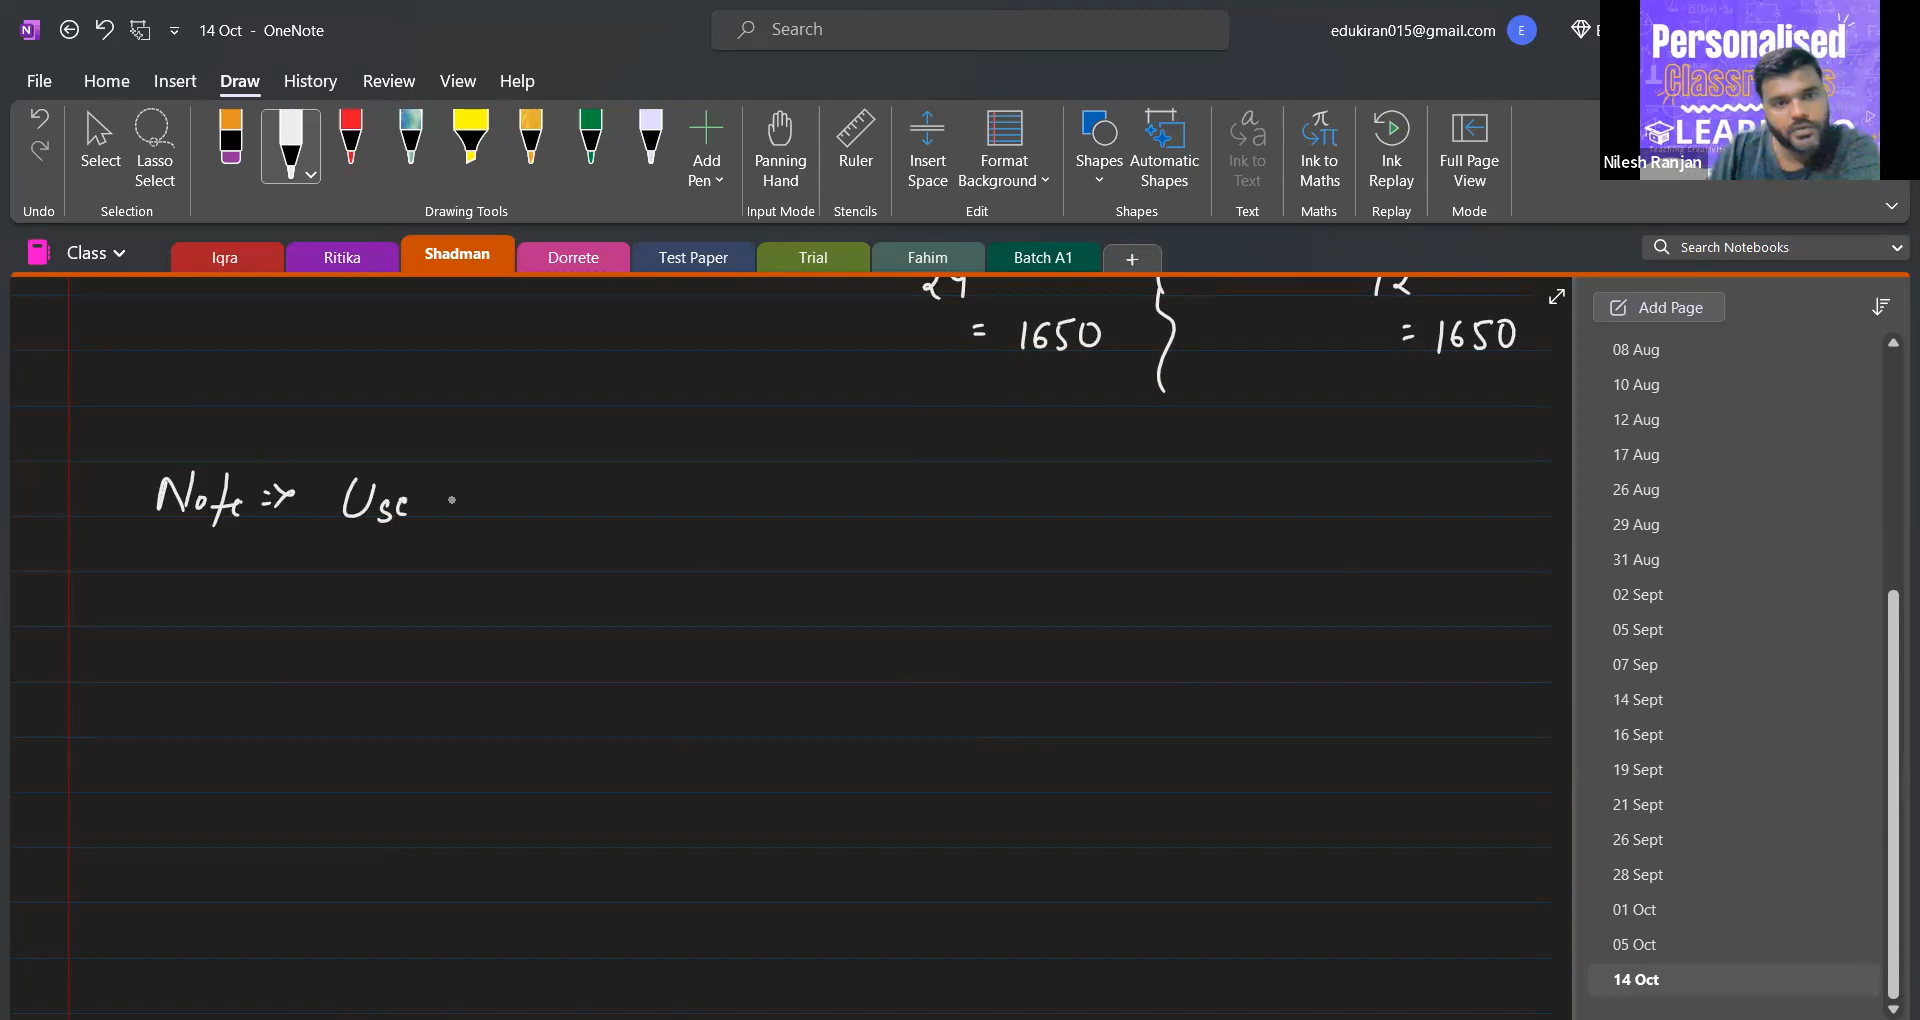 14 Oct - OneNote
Search
edukiran015@gmail.com
E
File
Home
Insert
Draw
History
Review
View
Help
Select
Lasso Select
Add Pen
Panning Hand
Ruler
Insert Space
Format Background
Shapes
Automatic Shapes
Ink to Text
Ink to Maths
Ink Replay
Full Page View
Undo
Selection
Drawing Tools
Input Mode
Stencils
Edit
Shapes
Text
Maths
Replay
Mode
Personalised
Nilesh Ranjan
Class
Iqra
Ritika
Shadman
Dorrete
Test Paper
Trial
Fahim
Batch A1
+
Search Notebooks
= 1650
= 1650
Note => Use
Add Page
08 Aug
10 Aug
12 Aug
17 Aug
26 Aug
29 Aug
31 Aug
02 Sept
05 Sept
07 Sep
14 Sept
16 Sept
19 Sept
21 Sept
26 Sept
28 Sept
01 Oct
05 Oct
14 Oct